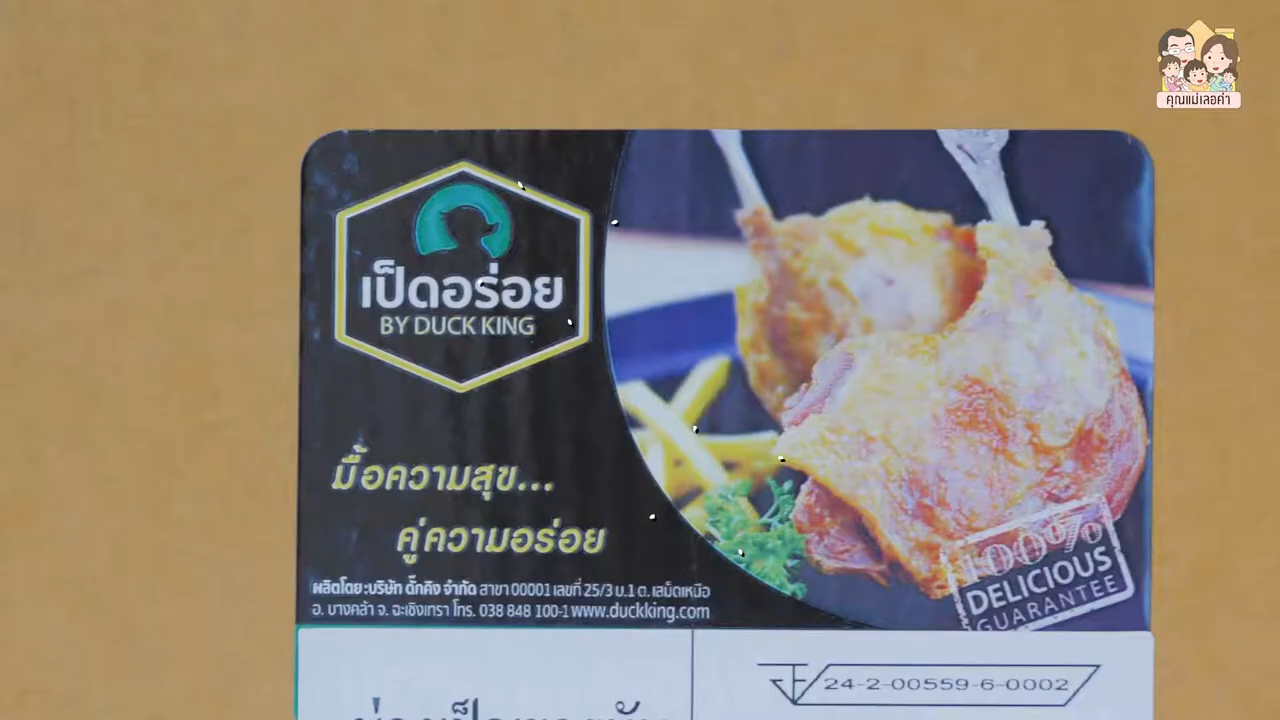 คุณแม่เลอค่า
เป็ดอร่อย
BY DUCK KING
มื้อความสุข...
คู่ความอร่อย
ผลิตโดย:บริษัท ดั๊กคิง จำกัด สาขา 00001 เลขที่ 25/3 ม.1 ต. เสม็ดเหนือ
อ. บางคล้า จ. ฉะเชิงเทรา โทร. 038 848 100-1 www.duckking.com
100%
DELICIOUS
GUARANTEE
24-2-00559-6-0002